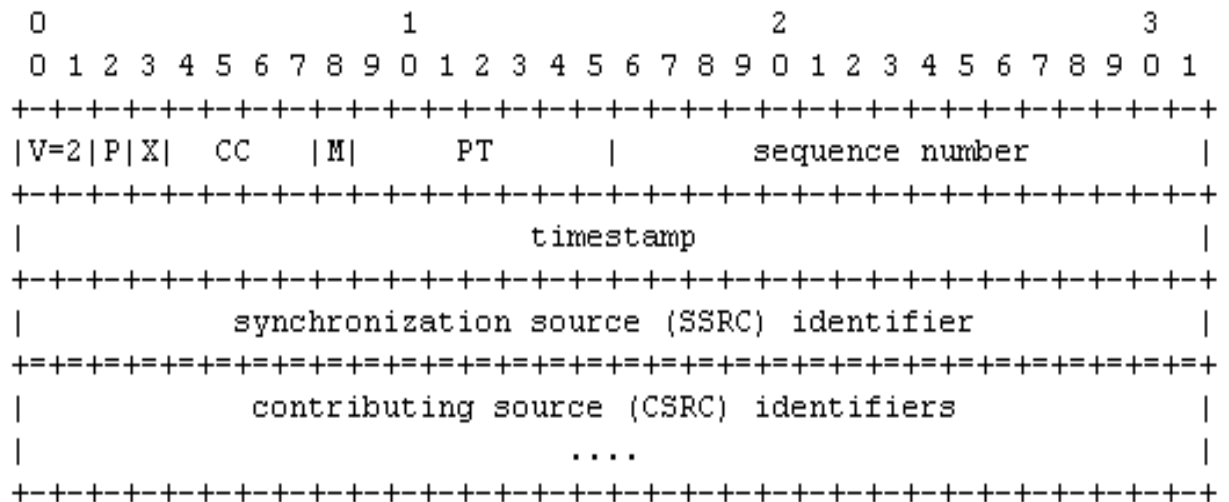 0                   1                   2                   3
 0 1 2 3 4 5 6 7 8 9 0 1 2 3 4 5 6 7 8 9 0 1 2 3 4 5 6 7 8 9 0 1
+-+-+-+-+-+-+-+-+-+-+-+-+-+-+-+-+-+-+-+-+-+-+-+-+-+-+-+-+-+-+-+-+
|V=2|P|X|  CC   |M|     PT      |       sequence number         |
+-+-+-+-+-+-+-+-+-+-+-+-+-+-+-+-+-+-+-+-+-+-+-+-+-+-+-+-+-+-+-+-+
|                           timestamp                           |
+-+-+-+-+-+-+-+-+-+-+-+-+-+-+-+-+-+-+-+-+-+-+-+-+-+-+-+-+-+-+-+-+
|           synchronization source (SSRC) identifier            |
+=+=+=+=+=+=+=+=+=+=+=+=+=+=+=+=+=+=+=+=+=+=+=+=+=+=+=+=+=+=+=+=+
|            contributing source (CSRC) identifiers             |
|                             ....                              |
+-+-+-+-+-+-+-+-+-+-+-+-+-+-+-+-+-+-+-+-+-+-+-+-+-+-+-+-+-+-+-+-+